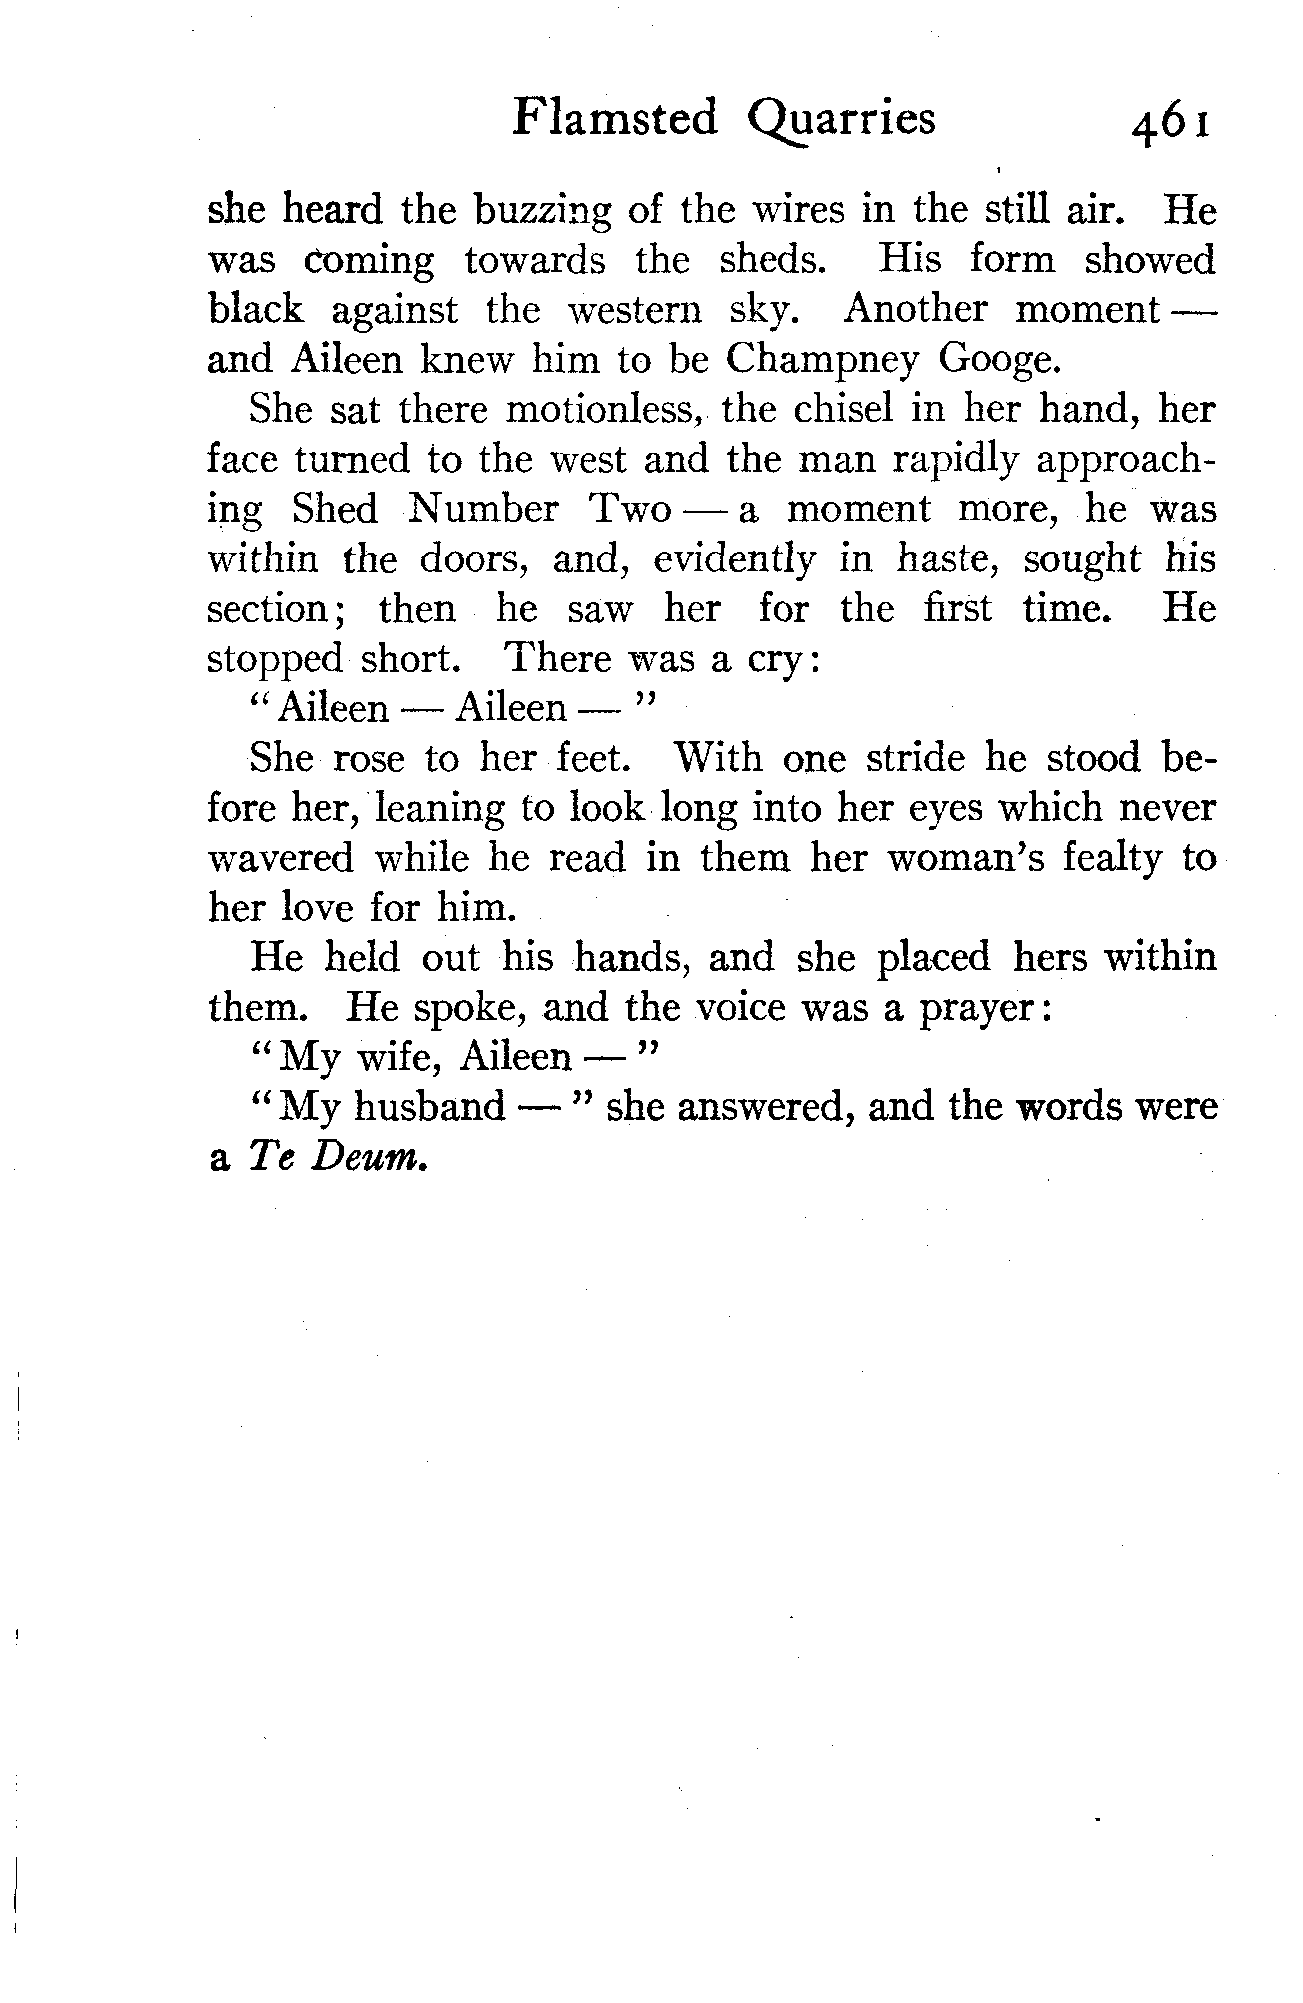 Flamsted Quarries 461
she heard the buzzing of the wires in the still air. He
was coming towards the sheds. His form showed
black against the western sky. Another moment —
and Aileen knew him to be Champney Googe.
She sat there motionless, the chisel in her hand, her
face turned to the west and the man rapidly approach-
ing Shed Number Two — a moment more, he was
within the doors, and, evidently in haste, sought his
section; then he saw her for the first time. He
stopped short. There was a cry:
“Aileen — Aileen — ”
She rose to her feet. With one stride he stood be-
fore her, leaning to look long into her eyes which never
wavered while he read in them her woman’s fealty to
her love for him.
He held out his hands, and she placed hers within
them. He spoke, and the voice was a prayer:
“My wife, Aileen — ”
“My husband — ” she answered, and the words were
a Te Deum.